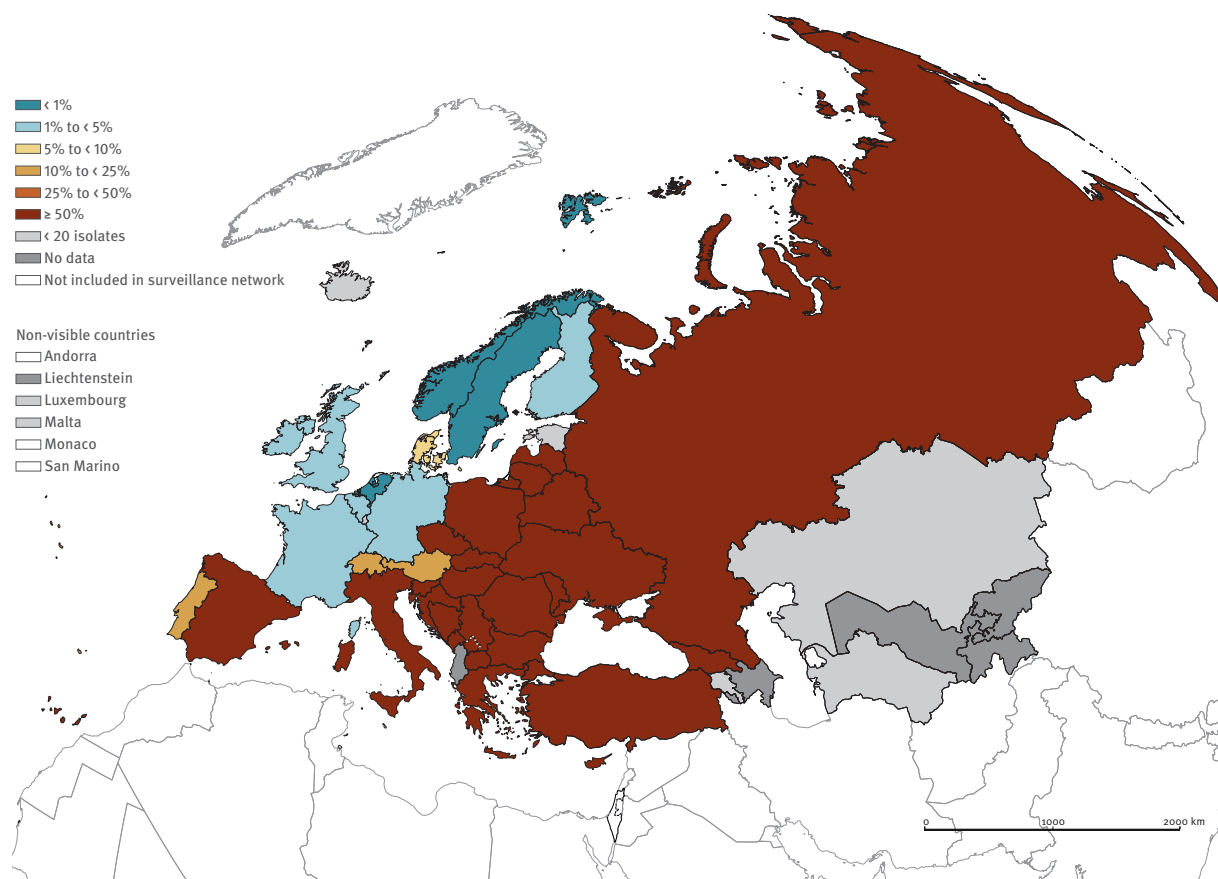 ‹ 1%
1% to ‹ 5%
5% to ‹ 10%
10% to ‹ 25%
25% to ‹ 50%
≥ 50%
‹ 20 isolates
No data
Not included in surveillance network
Non-visible countries
Andorra
Liechtenstein
Luxembourg
Malta
Monaco
San Marino
0 1000 2000 km